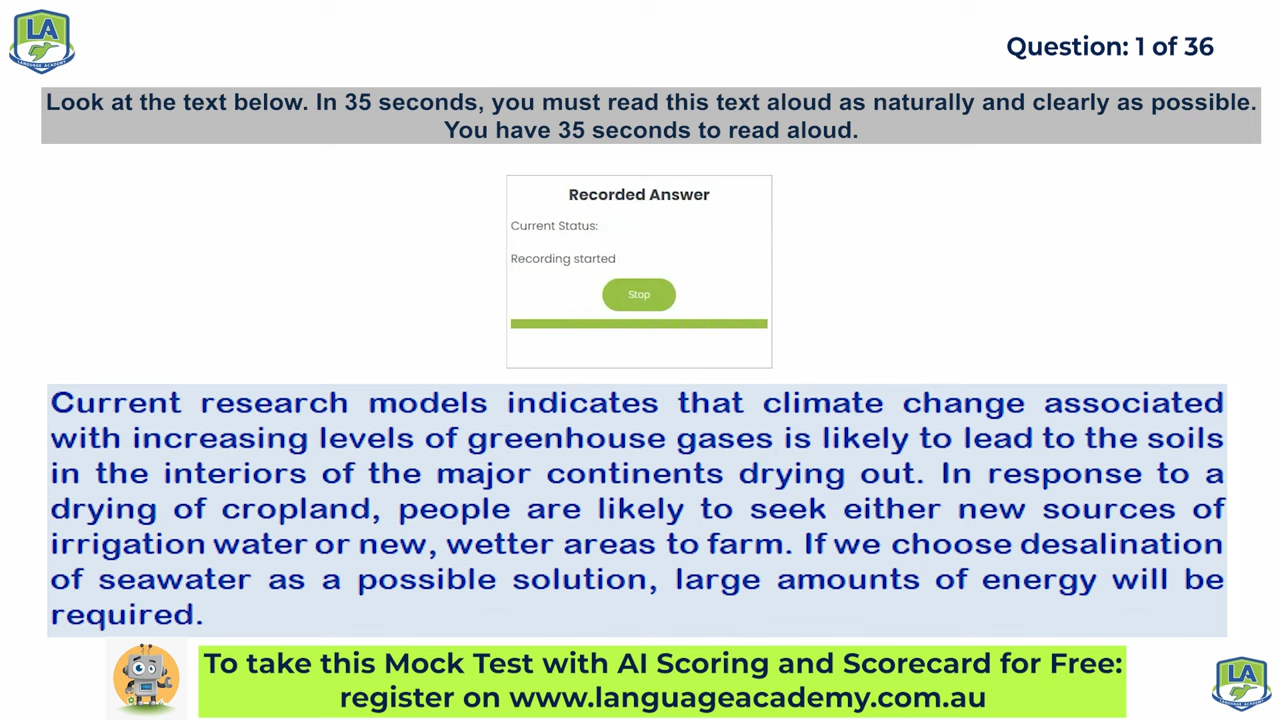 LA
LANGUAGE ACADEMY
Question: 1 of 36
Look at the text below. In 35 seconds, you must read this text aloud as naturally and clearly as possible.
You have 35 seconds to read aloud.
Recorded Answer
Current Status:
Recording started
Stop
Current research models indicates that climate change associated
with increasing levels of greenhouse gases is likely to lead to the soils
in the interiors of the major continents drying out. In response to a
drying of cropland, people are likely to seek either new sources of
irrigation water or new, wetter areas to farm. If we choose desalination
of seawater as a possible solution, large amounts of energy will be
required.
To take this Mock Test with AI Scoring and Scorecard for Free:
register on www.languageacademy.com.au
LA
LANGUAGE ACADEMY